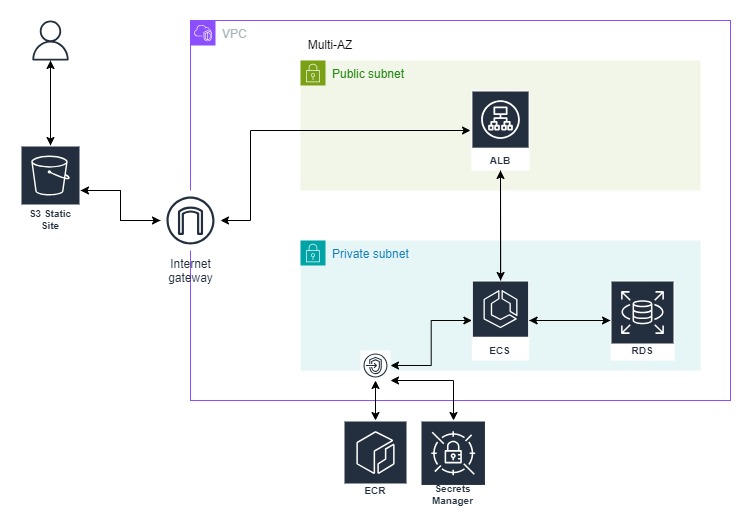 VPC
Multi-AZ
Public subnet
ALB
S3 Static
Site
Internet
gateway
Private subnet
ECS
RDS
ECR
Secrets
Manager